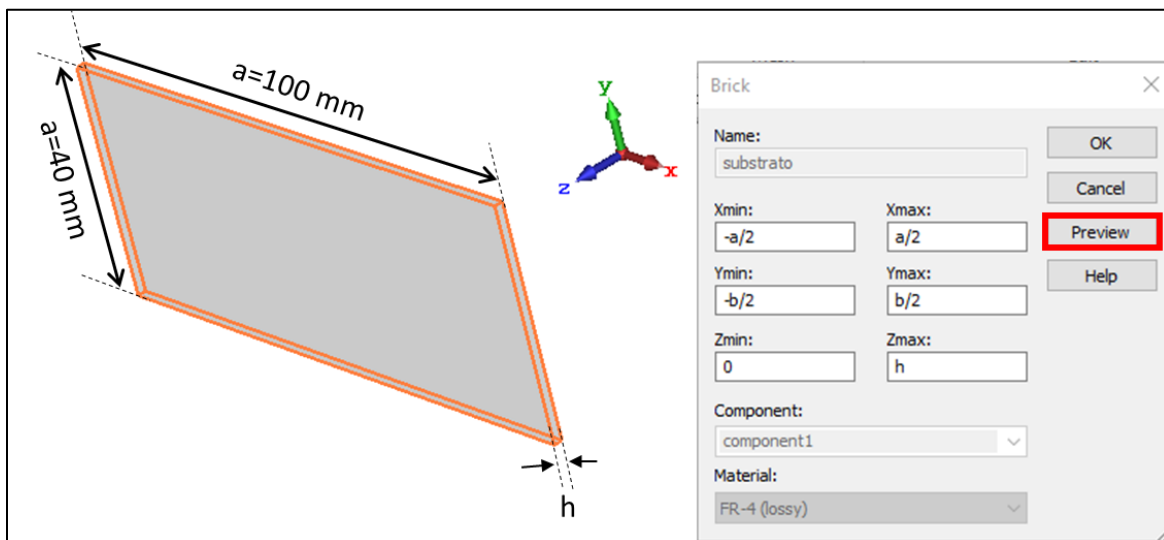 a=100 mm
a=40 mm
h
y
z
x
Brick
Name:
substrato
Xmin:
Xmax:
-a/2
a/2
Ymin:
Ymax:
-b/2
b/2
Zmin:
Zmax:
0
h
Component:
component1
Material:
FR-4 (lossy)
OK
Cancel
Preview
Help